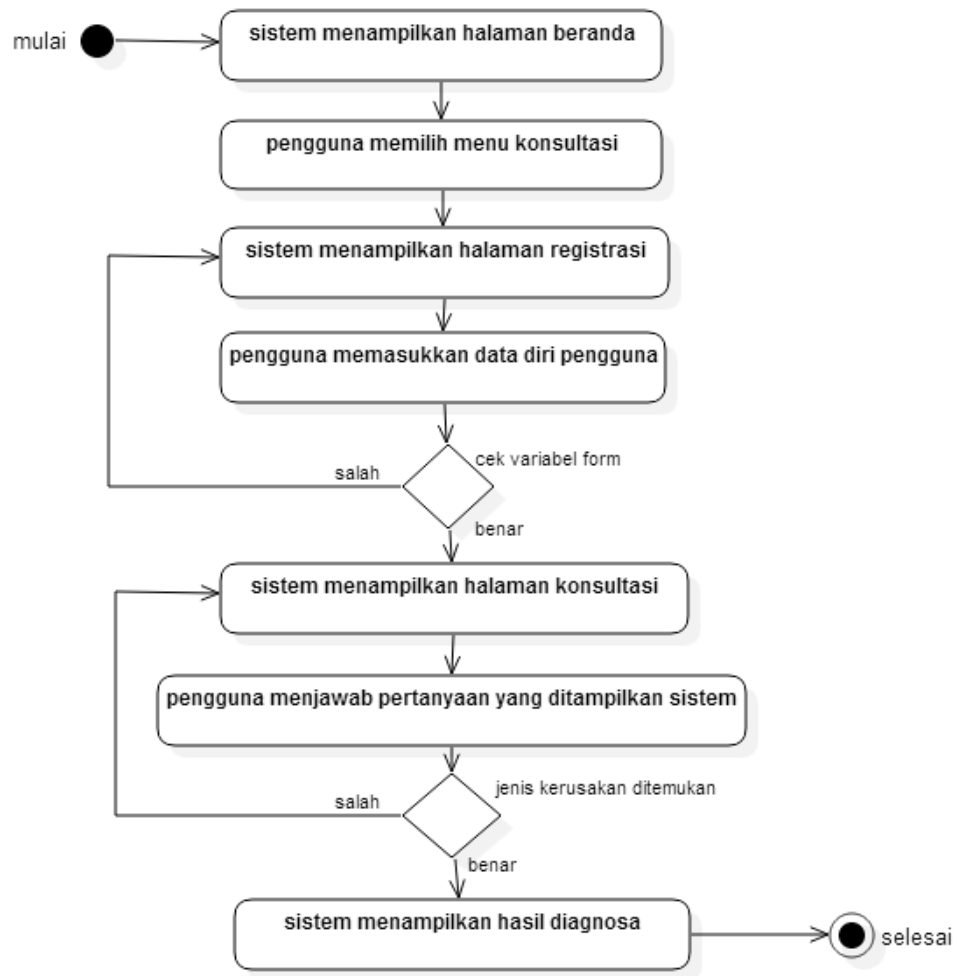 mulai
sistem menampilkan halaman beranda
pengguna memilih menu konsultasi
sistem menampilkan halaman registrasi
pengguna memasukkan data diri pengguna
cek variabel form
salah
benar
sistem menampilkan halaman konsultasi
pengguna menjawab pertanyaan yang ditampilkan sistem
jenis kerusakan ditemukan
salah
benar
sistem menampilkan hasil diagnosa
selesai